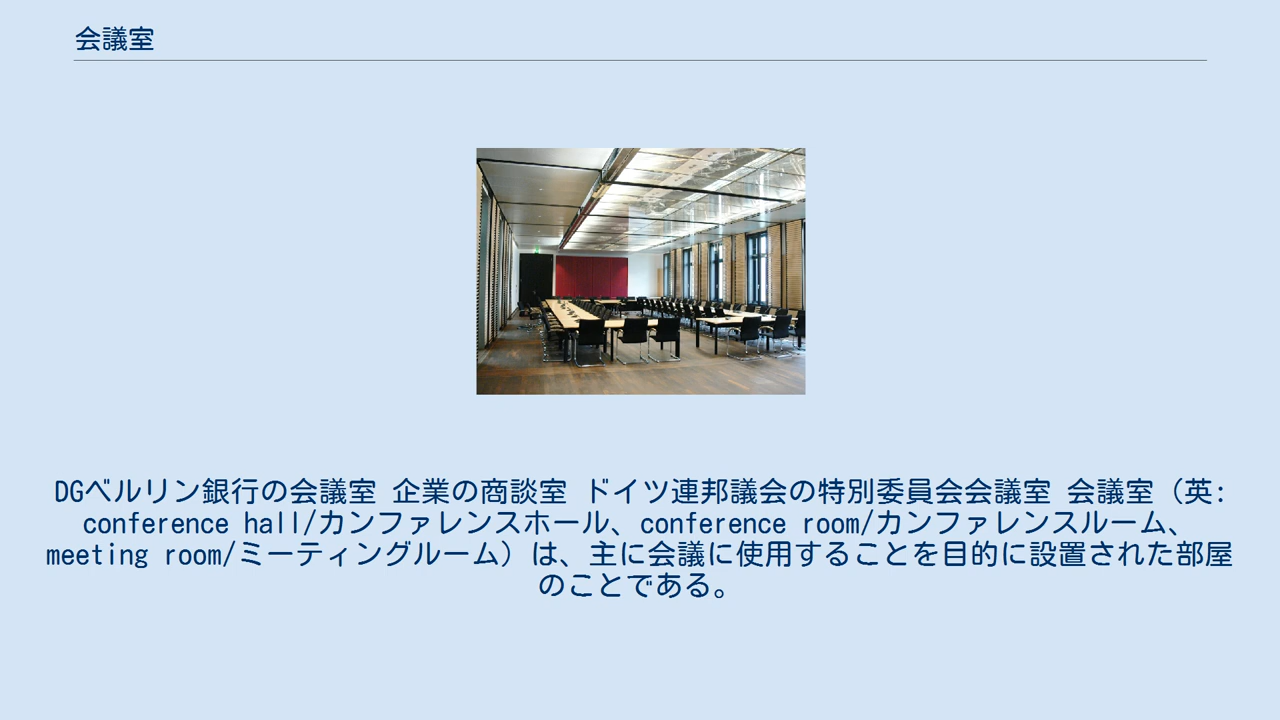 会議室
DGベルリン銀行の会議室 企業の商談室 ドイツ連邦議会の特別委員会会議室 会議室（英:
conference hall/カンファレンスホール、conference room/カンファレンスルーム、
meeting room/ミーティングルーム）は、主に会議に使用することを目的に設置された部屋
のことである。